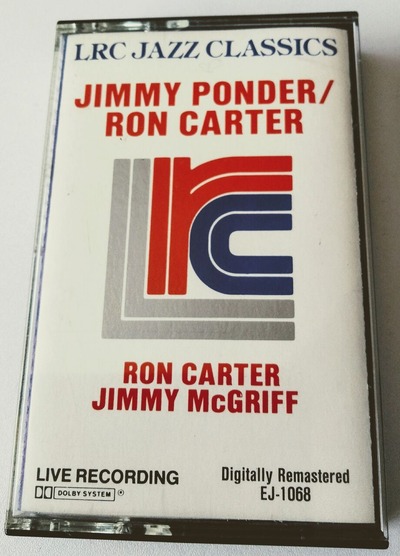 LRC JAZZ CLASSICS
JIMMY PONDER/
RON CARTER
lrc
RON CARTER
JIMMY McGRIFF
LIVE RECORDING
DOLBY SYSTEM ®
Digitally Remastered
EJ-1068